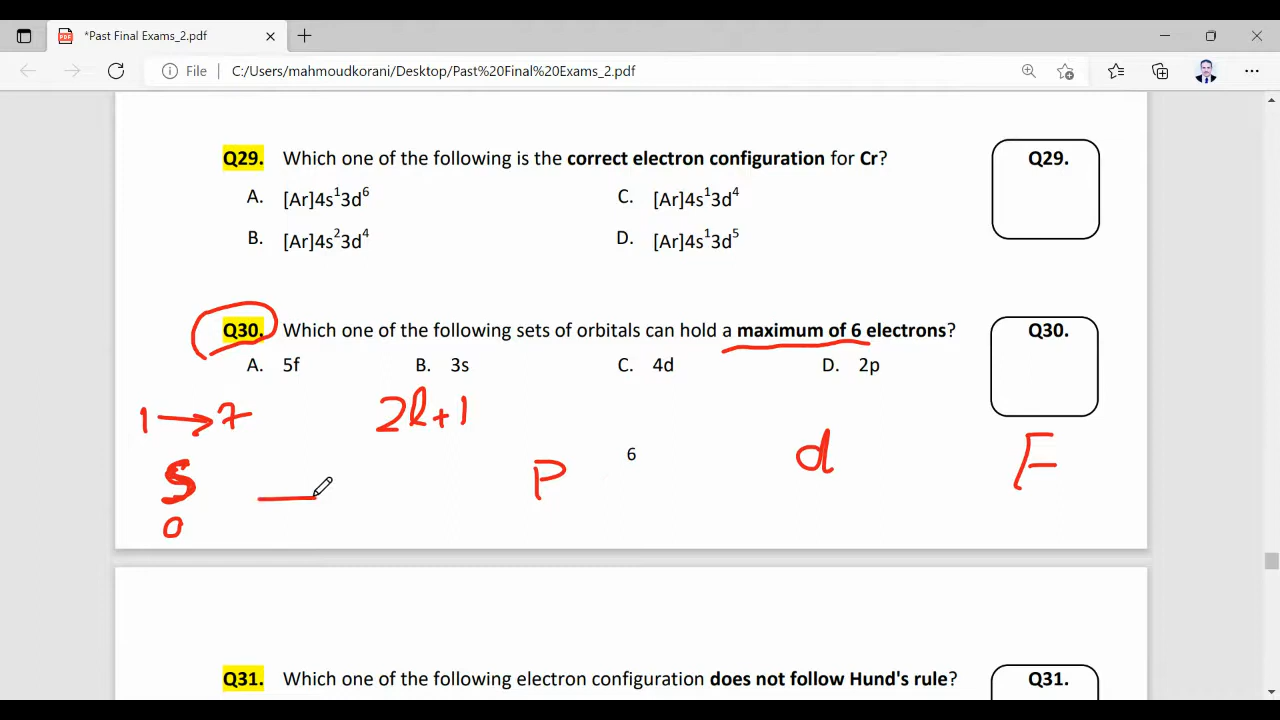 *Past Final Exams_2.pdf
File C:/Users/mahmoudkorani/Desktop/Past%20Final%20Exams_2.pdf
Q29. Which one of the following is the correct electron configuration for Cr? Q29.
A. [Ar]4s¹3d⁶ C. [Ar]4s¹3d⁴
B. [Ar]4s²3d⁴ D. [Ar]4s¹3d⁵
Q30. Which one of the following sets of orbitals can hold a maximum of 6 electrons? Q30.
A. 5f B. 3s C. 4d D. 2p
1 → 7 2l+1
S P 6 d F
0
Q31. Which one of the following electron configuration does not follow Hund's rule? Q31.